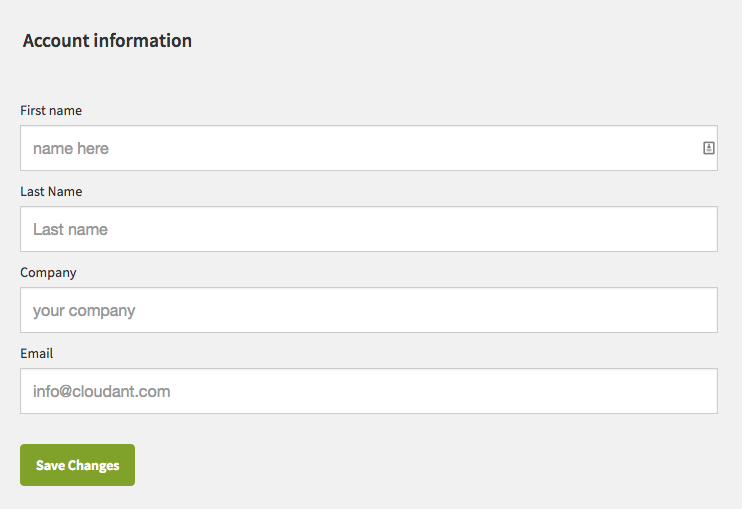 Account information
First name
name here
Last Name
Last name
Company
your company
Email
info@cloudant.com
Save Changes